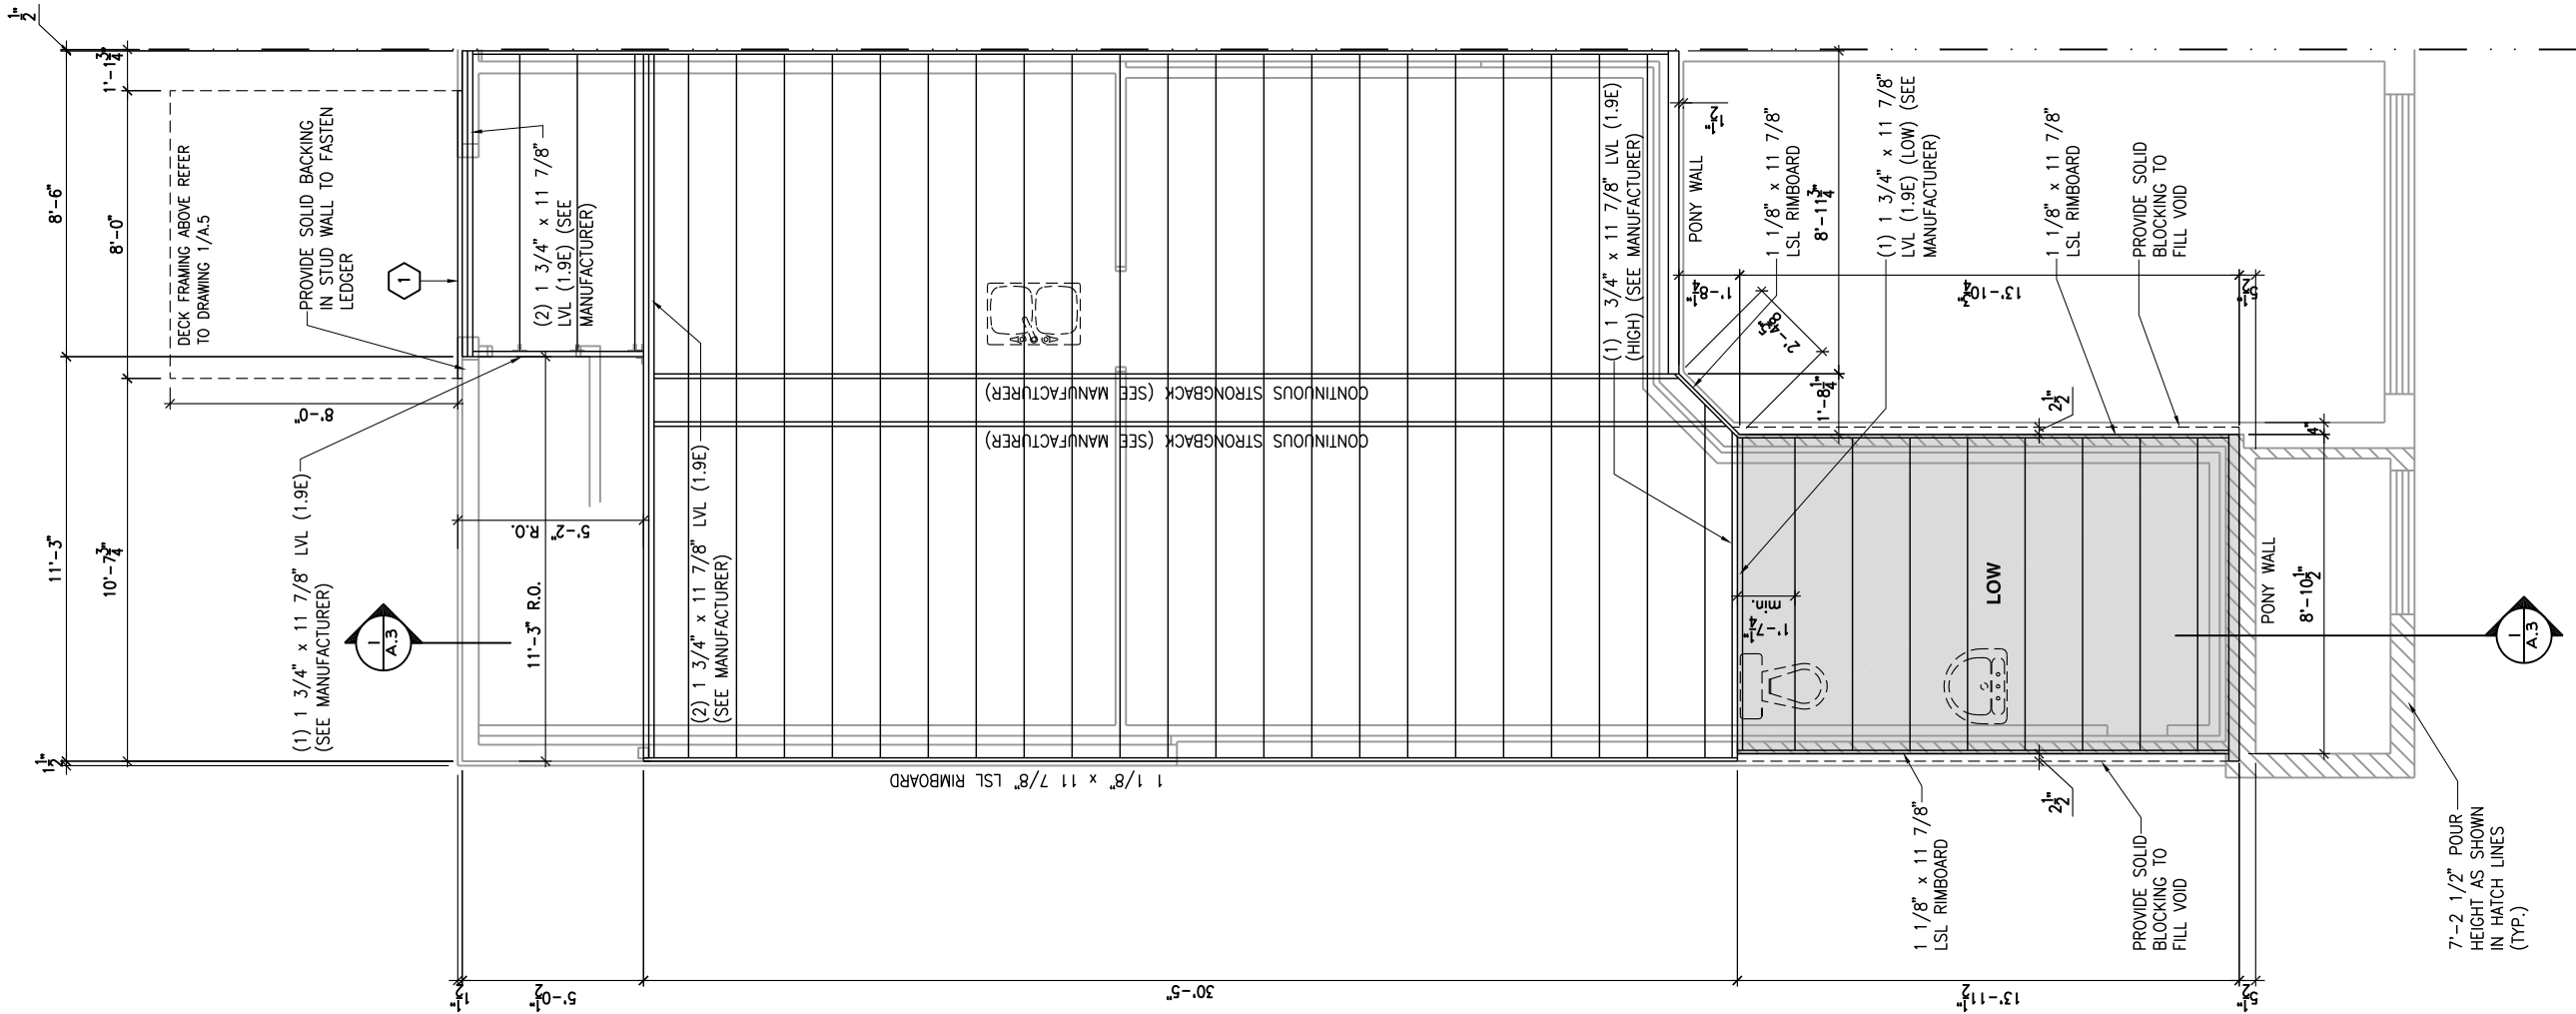 1/2"
8'-6"
1'-1 3/4"
8'-0"
11'-3"
10'-7 3/4"
1 1/2"
DECK FRAMING ABOVE REFER
TO DRAWING 1/A.5
PROVIDE SOLID BACKING
IN STUD WALL TO FASTEN
LEDGER
1
8'-0"
(1) 1 3/4" x 11 7/8" LVL (1.9E)
(SEE MANUFACTURER)
1
A.3
(2) 1 3/4" x 11 7/8"
LVL (1.9E) (SEE
MANUFACTURER)
5'-2" R.O.
11'-3" R.O.
(2) 1 3/4" x 11 7/8" LVL (1.9E)
(SEE MANUFACTURER)
CONTINUOUS STRONGBACK (SEE MANUFACTURER)
CONTINUOUS STRONGBACK (SEE MANUFACTURER)
1 1/8" x 11 7/8" LSL RIMBOARD
(1) 1 3/4" x 11 7/8" LVL (1.9E)
(HIGH) (SEE MANUFACTURER)
1 1/2"
PONY WALL
1 1/8" x 11 7/8"
LSL RIMBOARD
8'-11 3/4"
(1) 1 3/4" x 11 7/8"
LVL (1.9E) (LOW) (SEE
MANUFACTURER)
1 1/8" x 11 7/8"
LSL RIMBOARD
PROVIDE SOLID
BLOCKING TO
FILL VOID
1'-8 1/4"
13'-10 3/4"
5 1/2"
2'-4 5/8"
1'-8 1/4"
2 1/2"
4"
1'-7 1/4"
min.
LOW
PONY WALL
8'-10 1/2"
1
A.3
2 1/2"
1 1/8" x 11 7/8"
LSL RIMBOARD
PROVIDE SOLID
BLOCKING TO
FILL VOID
7'-2 1/2" POUR
HEIGHT AS SHOWN
IN HATCH LINES
(TYP.)
1 1/2"
5'-0 1/2"
30'-5"
13'-11 1/2"
5 1/2"